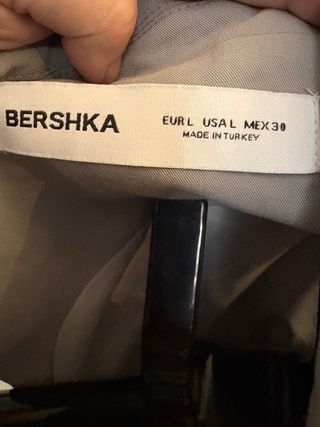 BERSHKA
EUR L USA L MEX 30
MADE IN TURKEY